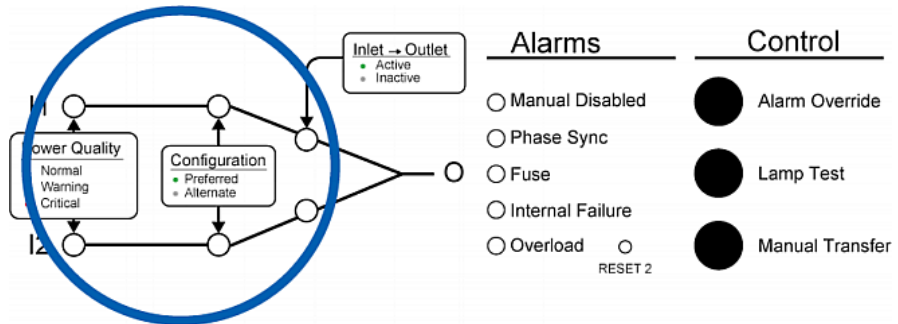 Inlet → Outlet
Active
Inactive
Alarms
Control
I1
Power Quality
Normal
Warning
Critical
Configuration
Preferred
Alternate
I2
O
Manual Disabled
Phase Sync
Fuse
Internal Failure
Overload
RESET 2
Alarm Override
Lamp Test
Manual Transfer